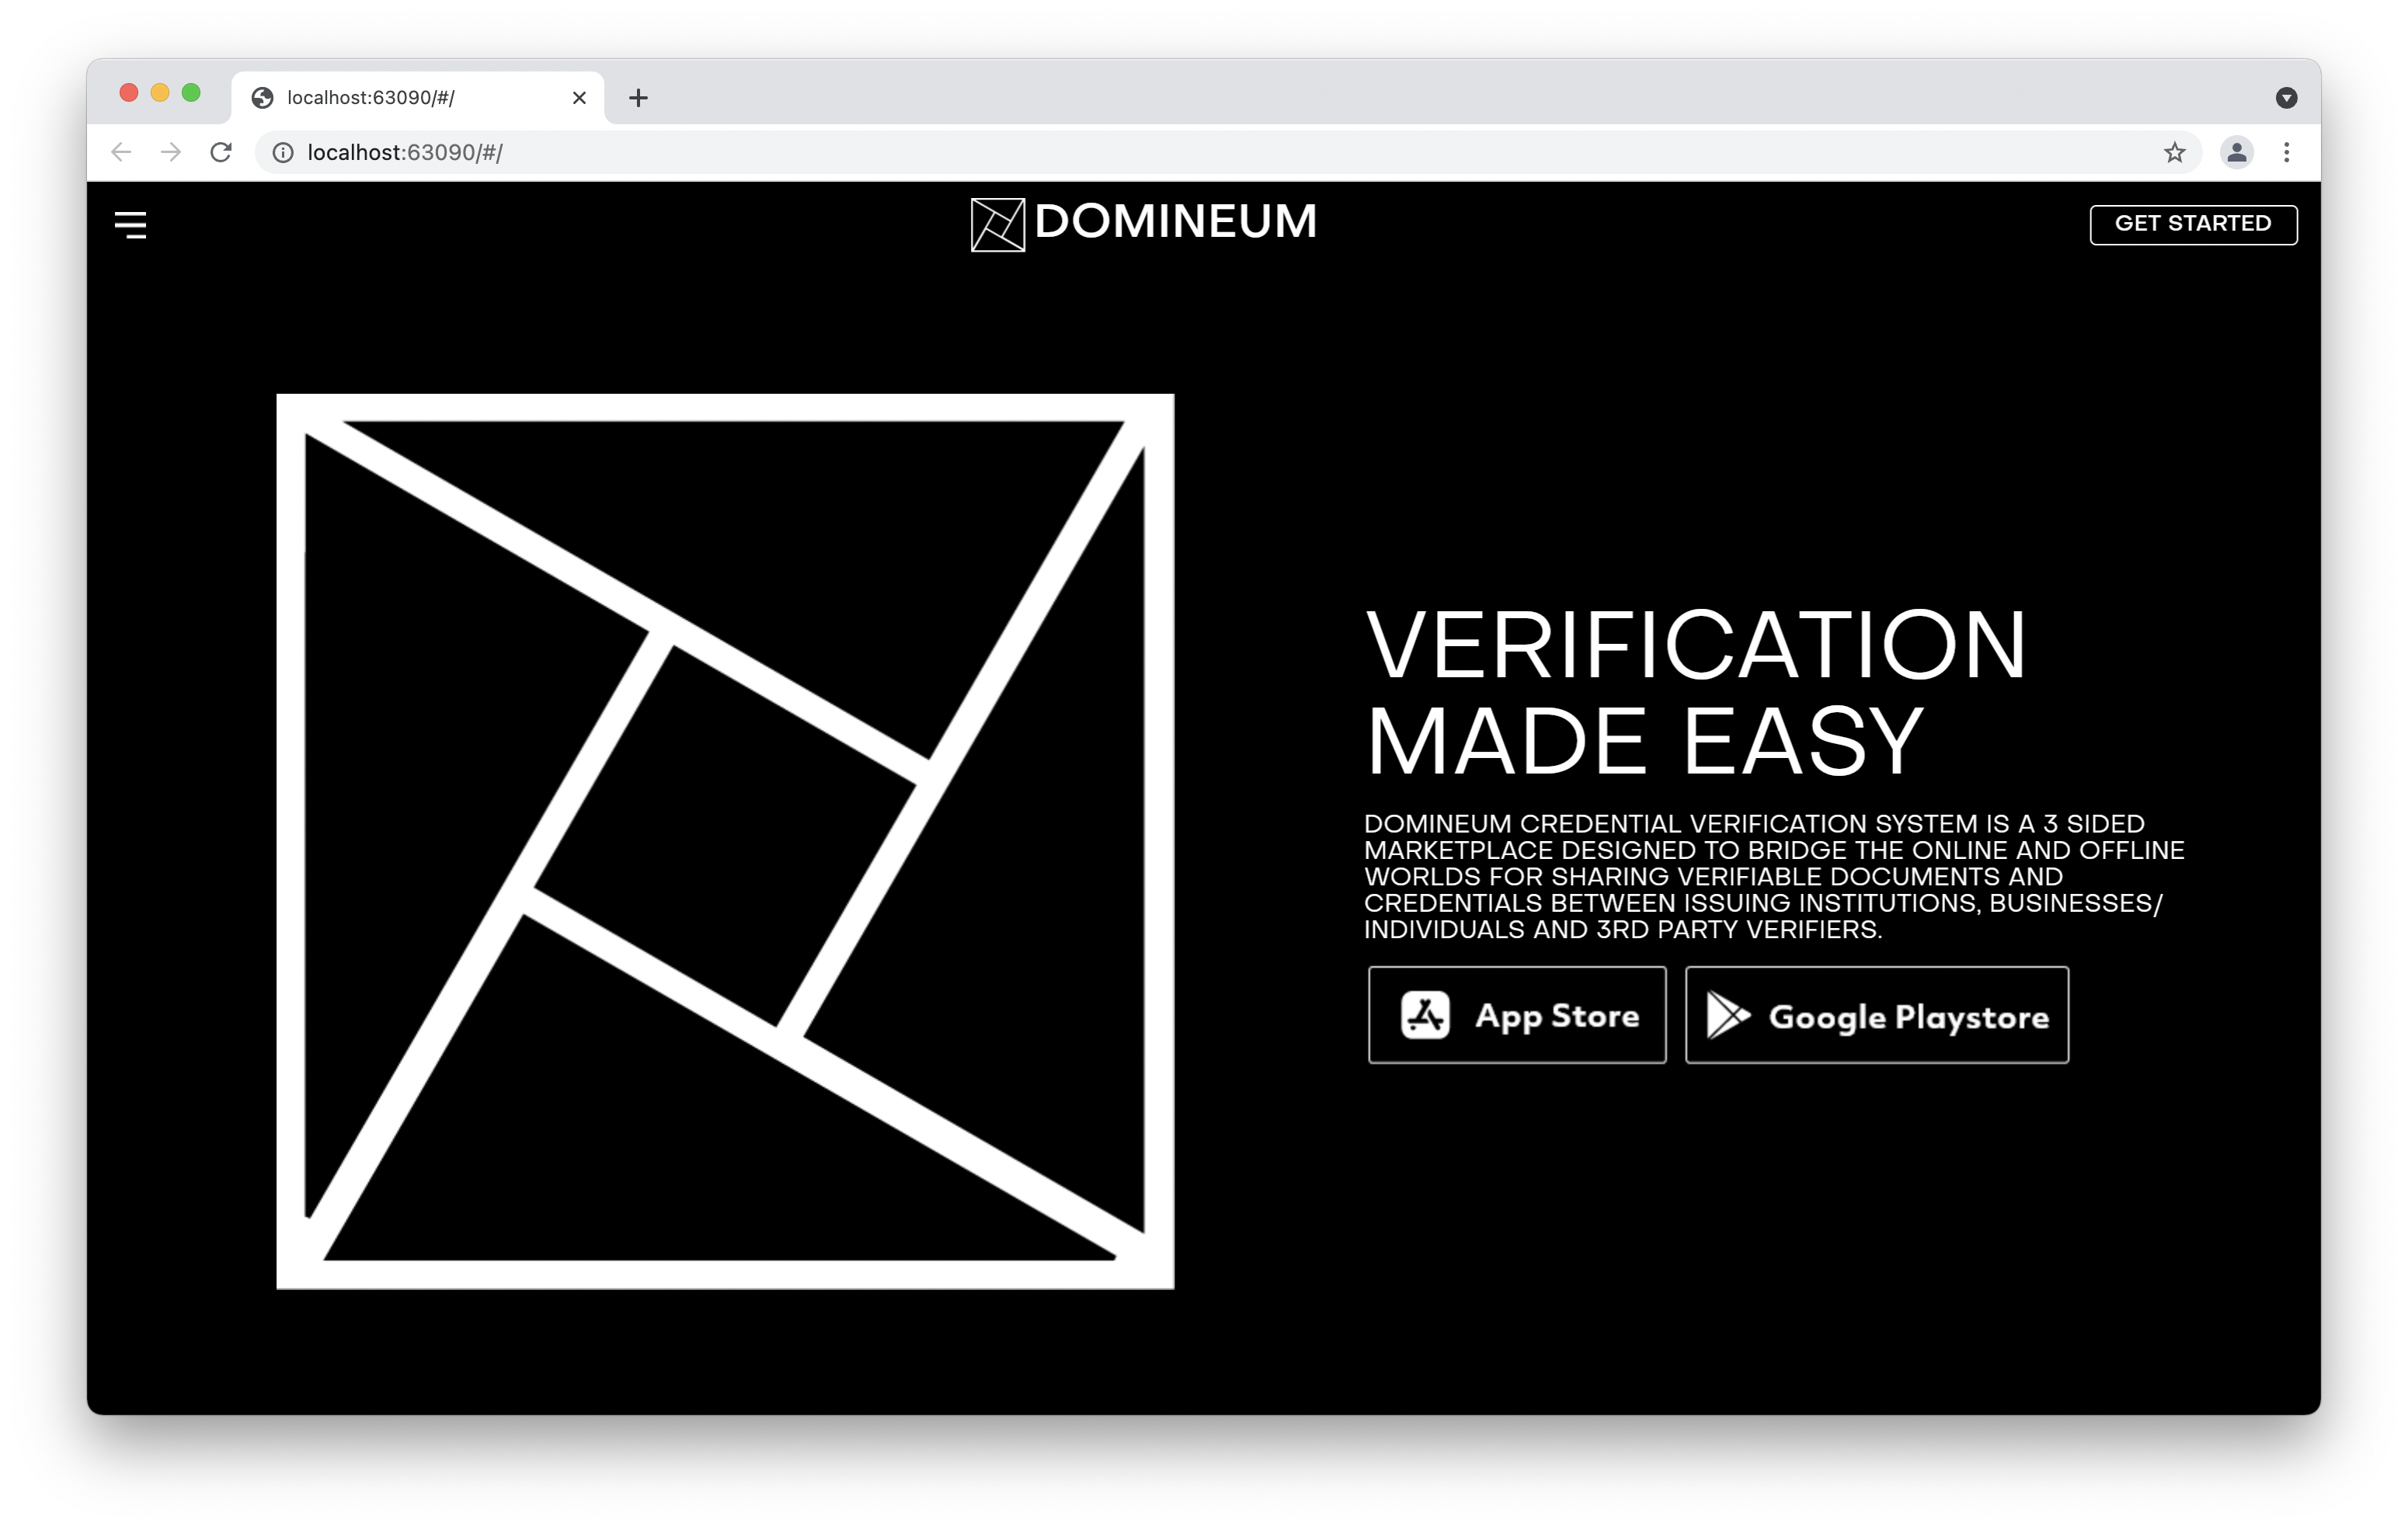 localhost:63090/#/
localhost:63090/#/
DOMINEUM
GET STARTED
VERIFICATION
MADE EASY
DOMINEUM CREDENTIAL VERIFICATION SYSTEM IS A 3 SIDED
MARKETPLACE DESIGNED TO BRIDGE THE ONLINE AND OFFLINE
WORLDS FOR SHARING VERIFIABLE DOCUMENTS AND
CREDENTIALS BETWEEN ISSUING INSTITUTIONS, BUSINESSES/
INDIVIDUALS AND 3RD PARTY VERIFIERS.
App Store
Google Playstore